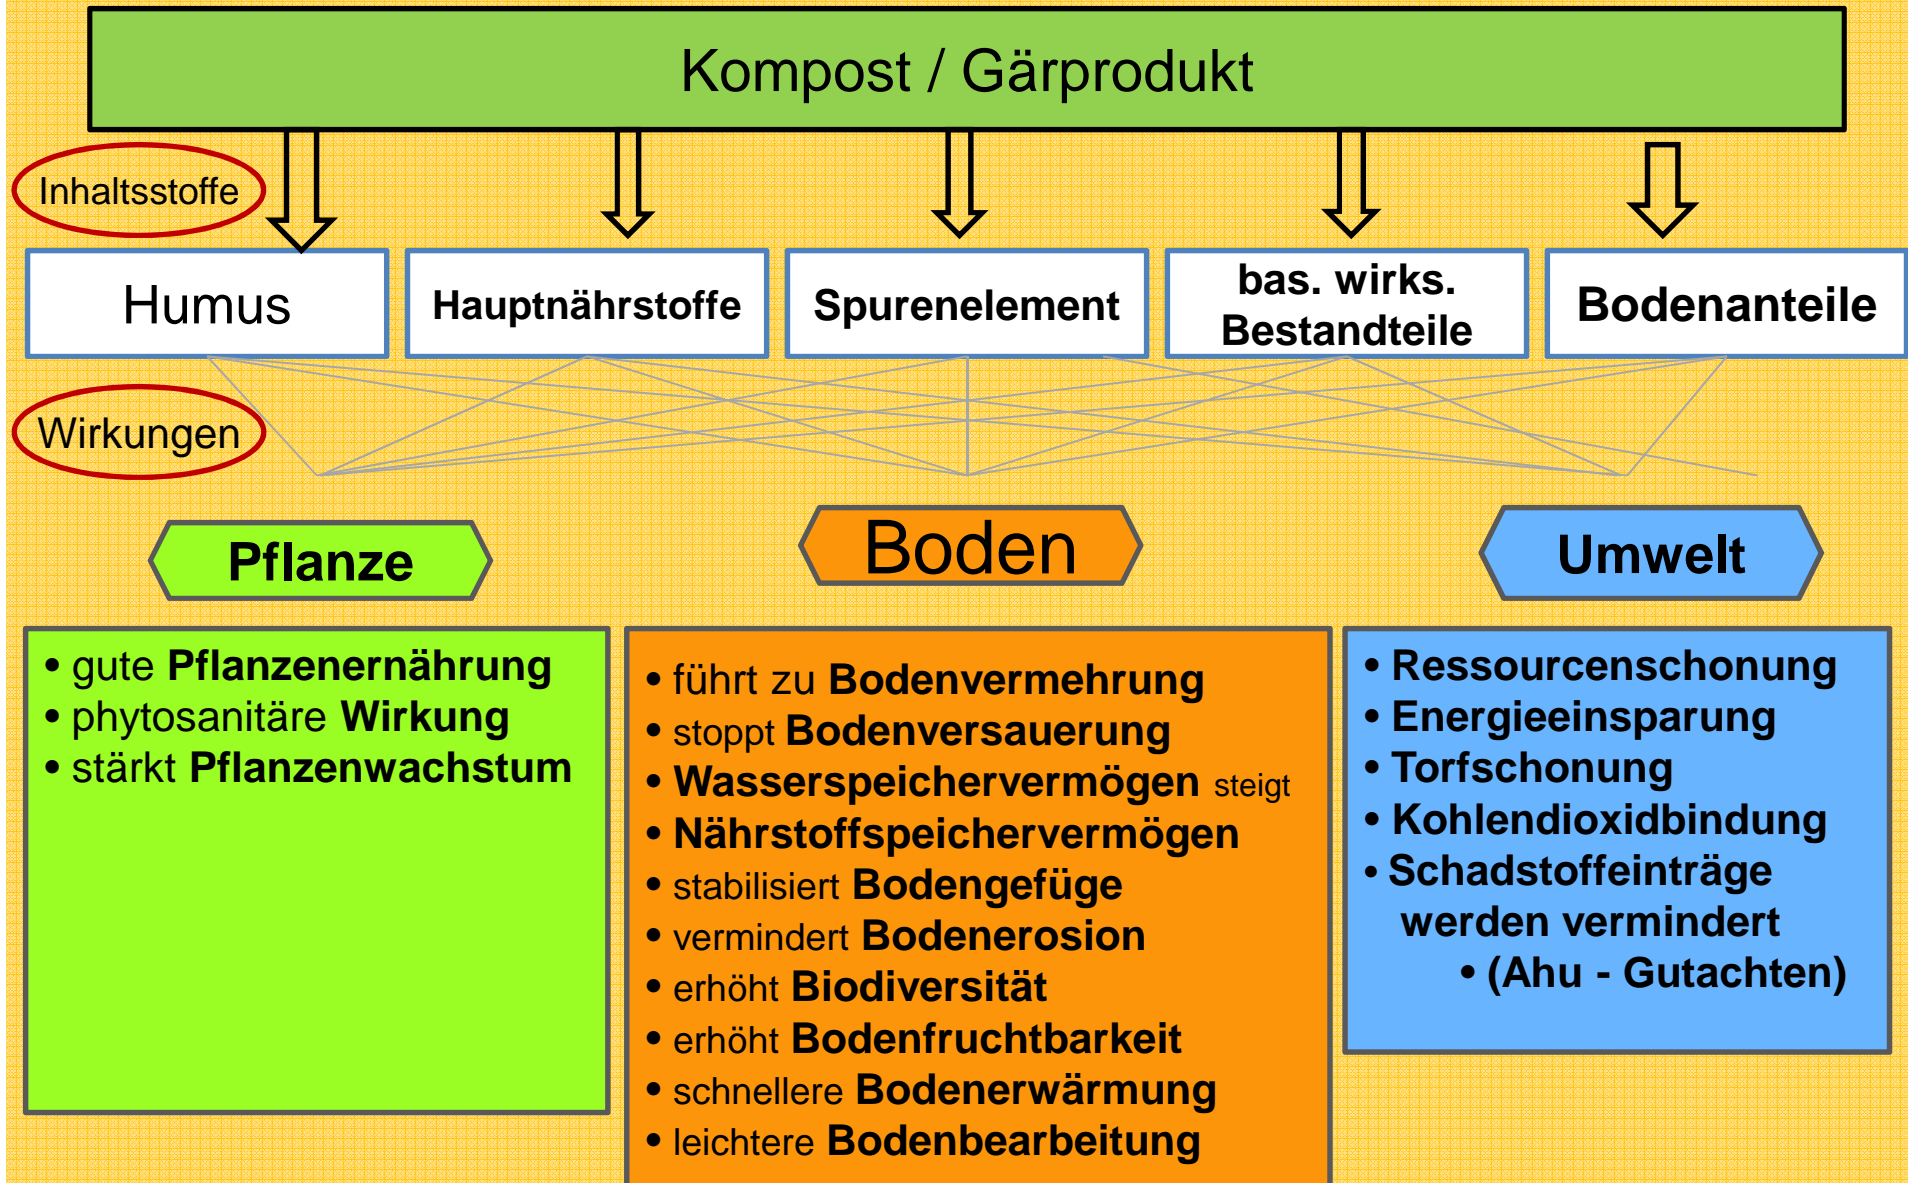 Kompost / Gärprodukt
Inhaltsstoffe
Humus
Hauptnährstoffe
Spurenelement
bas. wirks.
Bestandteile
Bodenanteile
Wirkungen
Pflanze
Boden
Umwelt
• gute Pflanzenernährung
• phytosanitäre Wirkung
• stärkt Pflanzenwachstum
• führt zu Bodenvermehrung
• stoppt Bodenversauerung
• Wasserspeichervermögen steigt
• Nährstoffspeichervermögen
• stabilisiert Bodengefüge
• vermindert Bodenerosion
• erhöht Biodiversität
• erhöht Bodenfruchtbarkeit
• schnellere Bodenerwärmung
• leichtere Bodenbearbeitung
• Ressourcenschonung
• Energieeinsparung
• Torfschonung
• Kohlendioxidbindung
• Schadstoffeinträge
werden vermindert
• (Ahu - Gutachten)